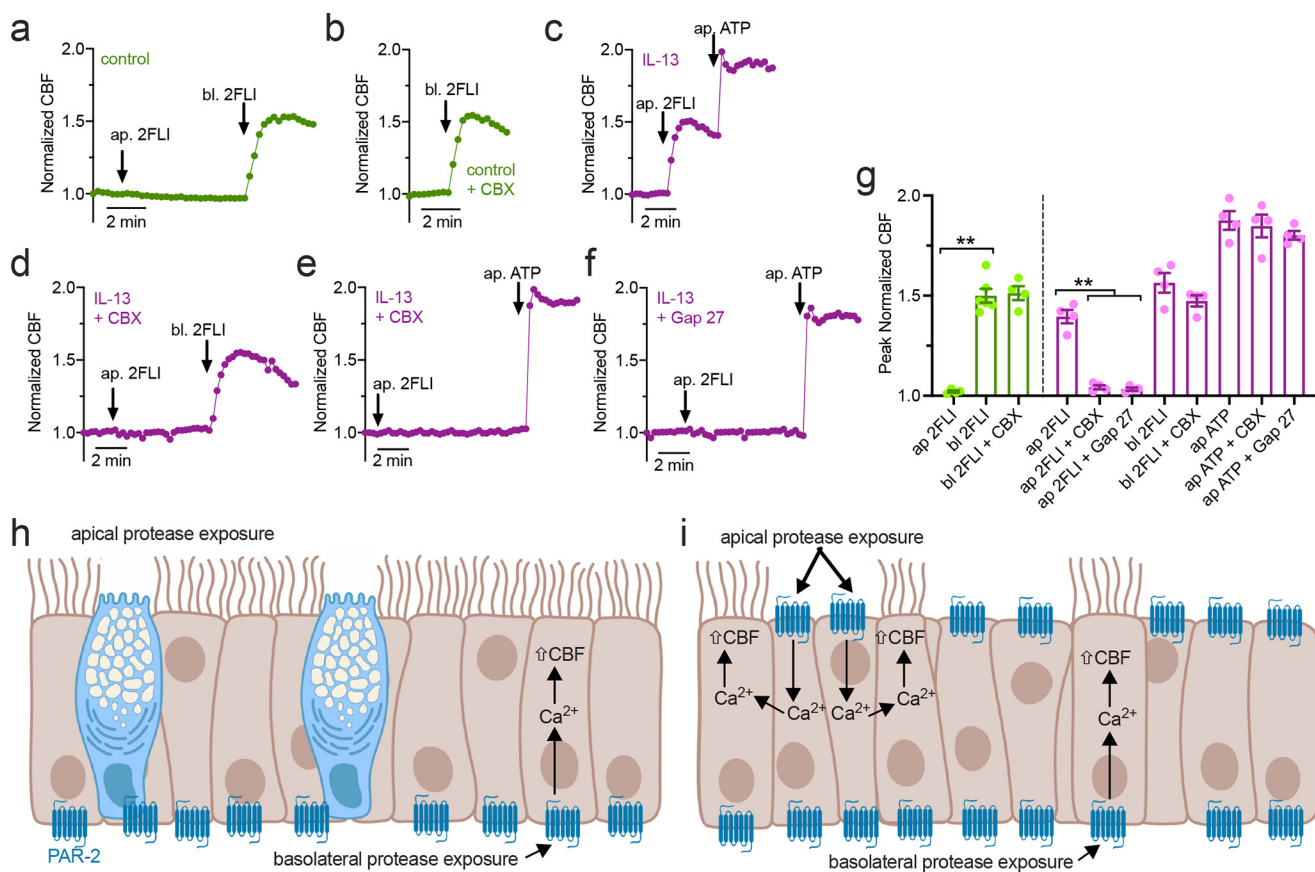 a
2.0
1.5
1.0
Normalized CBF
control
ap. 2FLI
bl. 2FLI
2 min
b
2.0
1.5
1.0
Normalized CBF
bl. 2FLI
control
+ CBX
2 min
c
2.0
1.5
1.0
Normalized CBF
IL-13
ap. ATP
ap. 2FLI
2 min
d
2.0
1.5
1.0
Normalized CBF
IL-13
+ CBX
bl. 2FLI
ap. 2FLI
2 min
e
2.0
1.5
1.0
Normalized CBF
IL-13
+ CBX
ap. ATP
ap. 2FLI
2 min
f
2.0
1.5
1.0
Normalized CBF
IL-13
+ Gap 27
ap. ATP
ap. 2FLI
2 min
g
2.0
1.5
1.0
Peak Normalized CBF
**
**
ap 2FLI
bl 2FLI
bl 2FLI + CBX
ap 2FLI
ap 2FLI + CBX
ap 2FLI + Gap 27
bl 2FLI
bl 2FLI + CBX
ap ATP
ap ATP + CBX
ap ATP + Gap 27
h
apical protease exposure
⇧CBF
Ca2+
PAR-2
basolateral protease exposure
i
apical protease exposure
⇧CBF
Ca2+
Ca2+
Ca2+
⇧CBF
Ca2+
⇧CBF
Ca2+
basolateral protease exposure